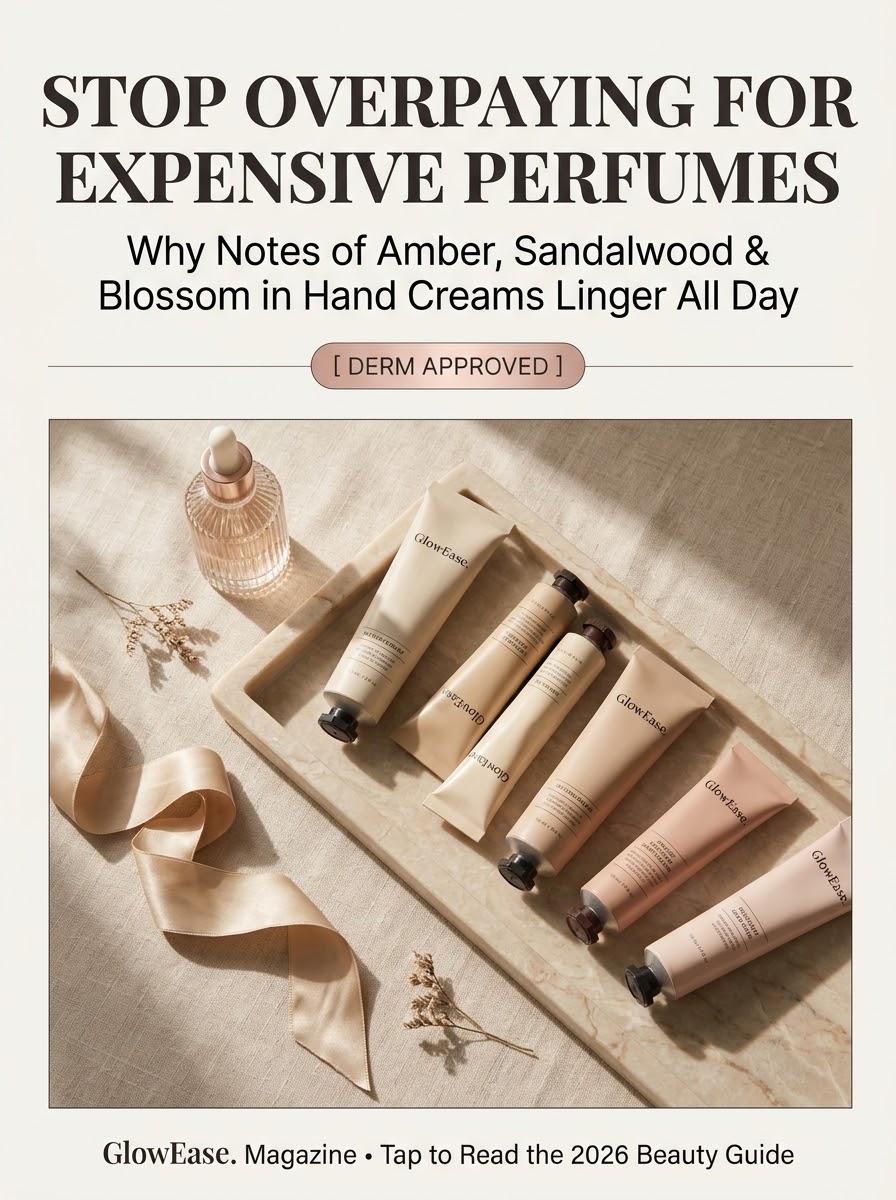 STOP OVERPAYING FOR
EXPENSIVE PERFUMES
Why Notes of Amber, Sandalwood &
Blossom in Hand Creams Linger All Day
[ DERM APPROVED ]
GlowEase.
GlowEase.
GlowEase.
GlowEase.
GlowEase.
GlowEase.
GlowEase. Magazine • Tap to Read the 2026 Beauty Guide